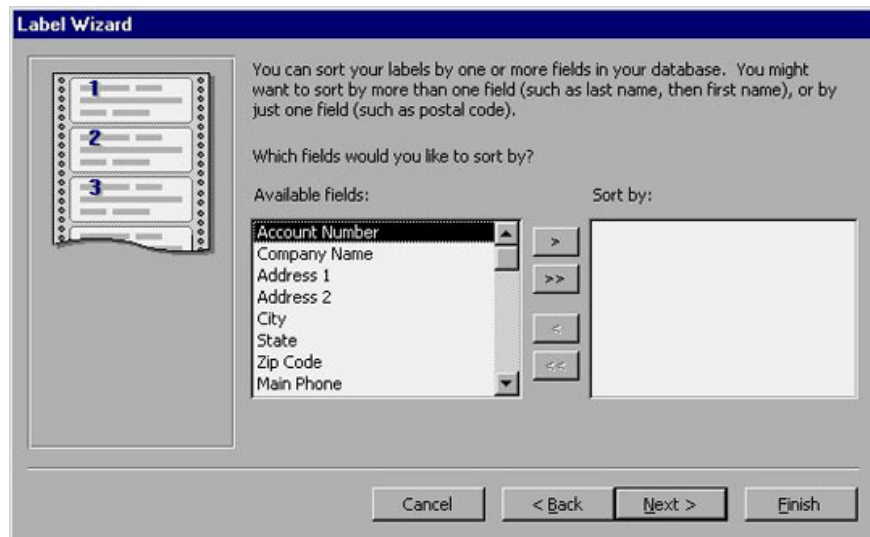 Label Wizard
1
2
3
You can sort your labels by one or more fields in your database. You might
want to sort by more than one field (such as last name, then first name), or by
just one field (such as postal code).
Which fields would you like to sort by?
Available fields:
Account Number
Company Name
Address 1
Address 2
City
State
Zip Code
Main Phone
>
>>
<
<<
Sort by:
Cancel
< Back
Next >
Finish